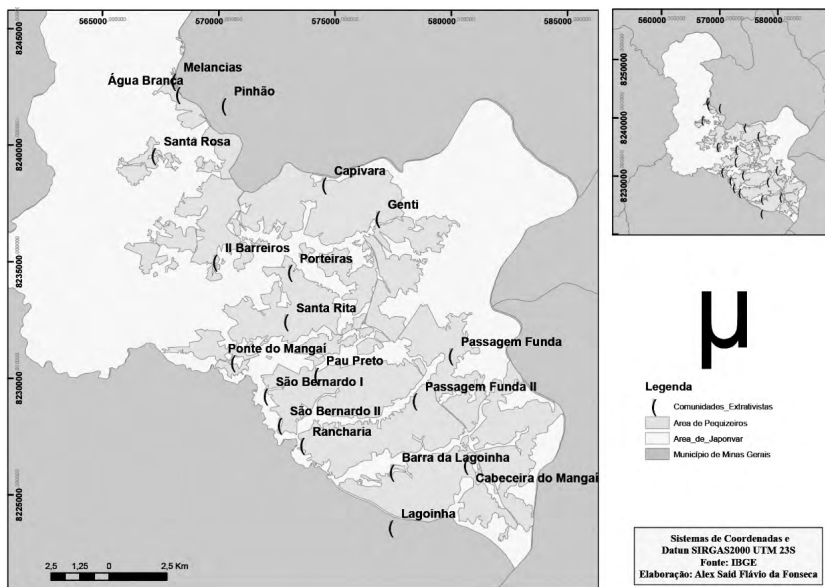 565000 570000 575000 580000 585000
8245000
8240000
8235000
8230000
8225000
Melancias
Água Branca
Pinhão
Santa Rosa
Capivara
Genti
II Barreiros
Porteiras
Santa Rita
Passagem Funda
Ponte do Mangaí
Pau Preto
São Bernardo I
Passagem Funda II
São Bernardo II
Rancharia
Barra da Lagoinha
Cabeceira do Mangaí
Lagoinha
2,5 1,25 0 2,5 Km
560000 570000 580000
8250000
8240000
8230000
µ
Legenda
Comunidades_Extrativistas
Area de Pequizeiros
Area_de_Japonvar
Município de Minas Gerais
Sistemas de Coordenadas e
Datun SIRGAS2000 UTM 23S
Fonte: IBGE
Elaboração: Alex Said Flávio da Fonseca